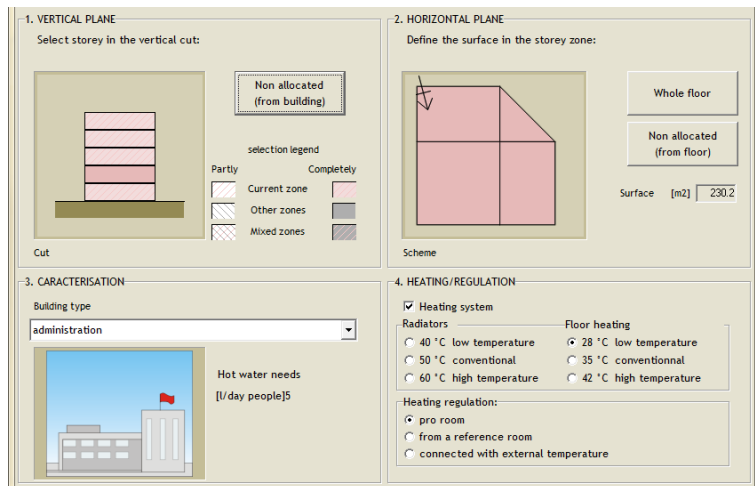 1. VERTICAL PLANE
Select storey in the vertical cut:
Non allocated
(from building)
selection legend
Partly Completely
Current zone
Other zones
Mixed zones
Cut
2. HORIZONTAL PLANE
Define the surface in the storey zone:
Whole floor
Non allocated
(from floor)
Surface [m2] 230.2
Scheme
3. CARACTERISATION
Building type
administration
Hot water needs
[l/day people]5
4. HEATING/REGULATION
Heating system
Radiators
40 °C low temperature
50 °C conventional
60 °C high temperature
Floor heating
28 °C low temperature
35 °C conventionnal
42 °C high temperature
Heating regulation:
pro room
from a reference room
connected with external temperature